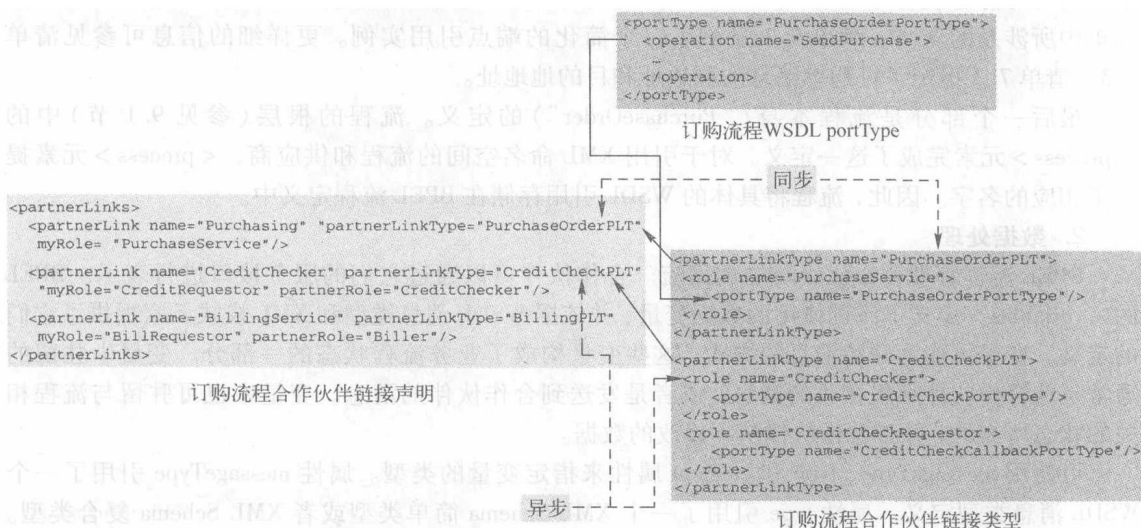 <portType name="PurchaseOrderPortType">
<operation name="SendPurchase">
…
</operation>
</portType>
订购流程WSDL portType
同步
<partnerLinks>
<partnerLink name="Purchasing" "partnerLinkType="PurchaseOrderPLT"
myRole= "PurchaseService"/>
<partnerLink name="CreditChecker" partnerLinkType="CreditCheckPLT"
"myRole="CreditRequestor" partnerRole="CreditChecker"/>
<partnerLink name="BillingService" partnerLinkType="BillingPLT"
myRole="BillRequestor" partnerRole="Biller"/>
</partnerLinks>
订购流程合作伙伴链接声明
<partnerLinkType name="PurchaseOrderPLT">
<role name="PurchaseService">
<portType name="PurchaseOrderPortType"/>
</role>
</partnerLinkType>
<partnerLinkType name="CreditCheckPLT">
<role name="CreditChecker">
<portType name="CreditCheckPortType"/>
</role>
<role name="CreditCheckRequestor">
<portType name="CreditCheckCallbackPortType"/>
</role>
</partnerLinkType>
异步
订购流程合作伙伴链接类型